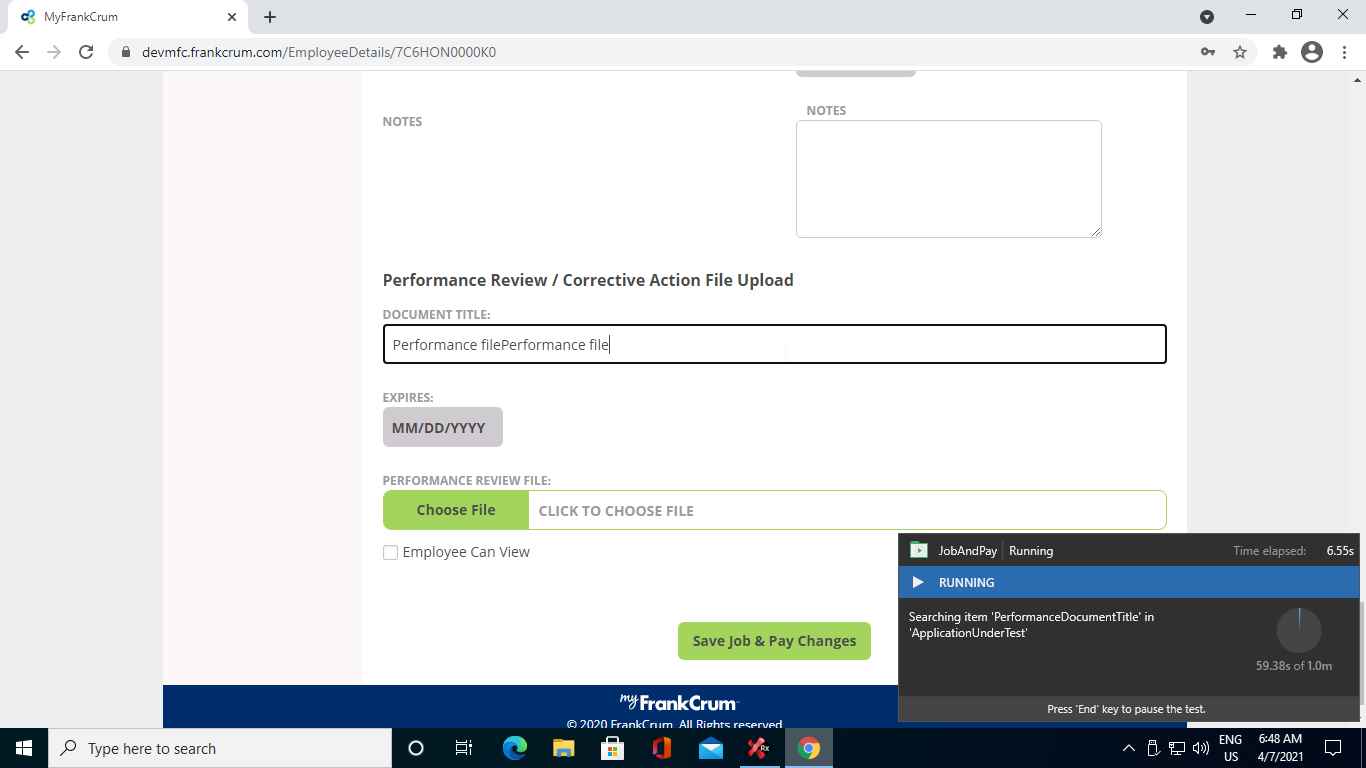 MyFrankCrum
devmfc.frankcrum.com/EmployeeDetails/7C6HON0000K0
NOTES
NOTES
Performance Review / Corrective Action File Upload
DOCUMENT TITLE:
Performance filePerformance file
EXPIRES:
MM/DD/YYYY
PERFORMANCE REVIEW FILE:
Choose File CLICK TO CHOOSE FILE
Employee Can View
Save Job & Pay Changes
JobAndPay Running Time elapsed: 6.55s
RUNNING
Searching item 'PerformanceDocumentTitle' in
'ApplicationUnderTest'
59.38s of 1.0m
Press 'End' key to pause the test.
my FrankCrum
© 2020 FrankCrum. All Rights reserved
Type here to search
Rx
ENG
US
6:48 AM
4/7/2021